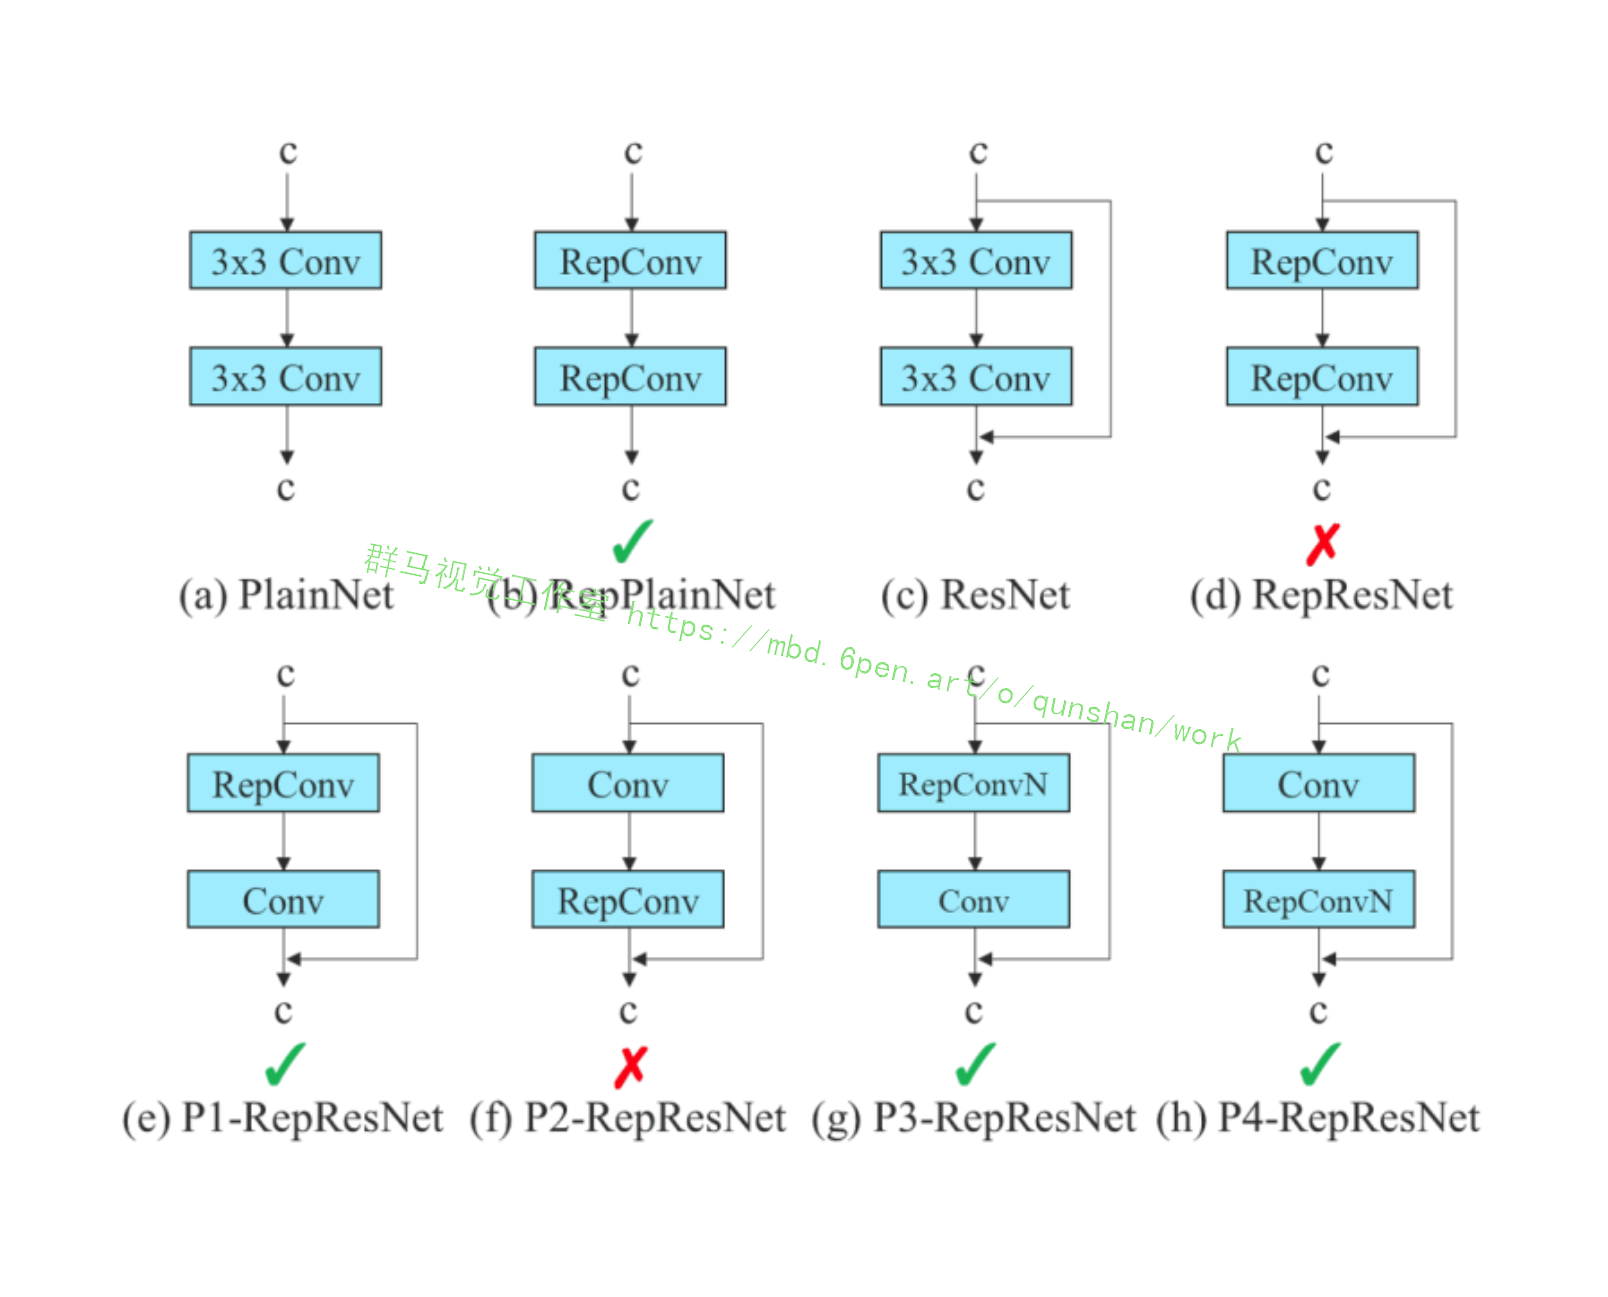 c c c c
3x3 Conv RepConv 3x3 Conv RepConv
3x3 Conv RepConv 3x3 Conv RepConv
c c c c
✓ ✗
(a) PlainNet (b) RepPlainNet (c) ResNet (d) RepResNet
群马视觉工作室 https://mbd.6pen.art/o/qunshan/work
c c c c
RepConv Conv RepConvN Conv
Conv RepConv Conv RepConvN
c c c c
✓ ✗ ✓ ✓
(e) P1-RepResNet (f) P2-RepResNet (g) P3-RepResNet (h) P4-RepResNet